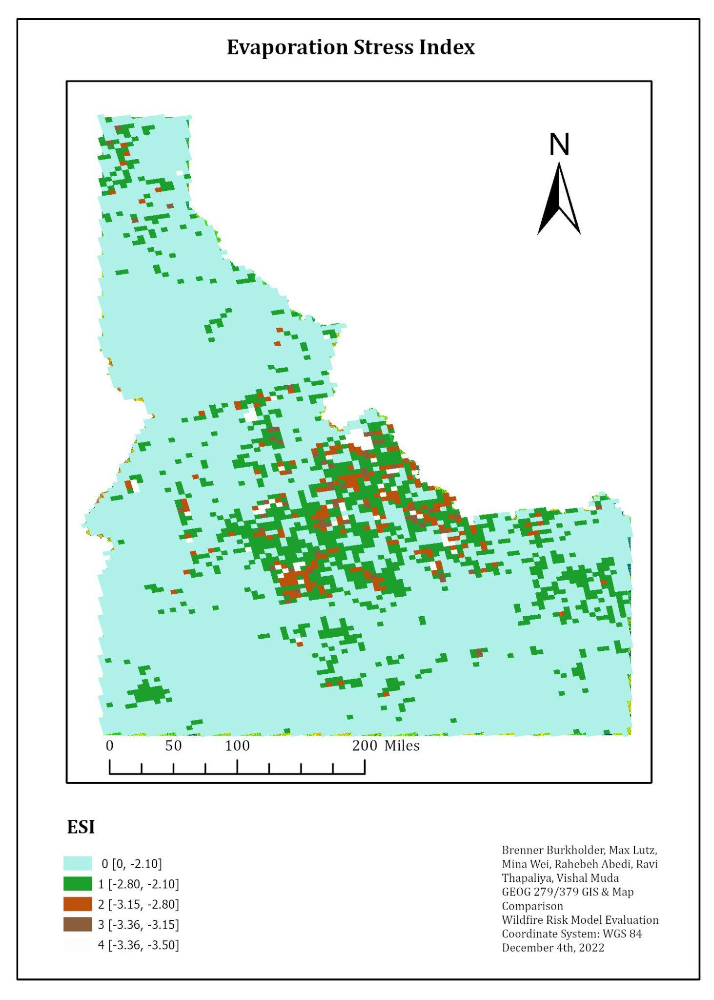 Evaporation Stress Index
N
0 50 100 200 Miles
ESI
0 [0, -2.10]
1 [-2.80, -2.10]
2 [-3.15, -2.80]
3 [-3.36, -3.15]
4 [-3.36, -3.50]
Brenner Burkholder, Max Lutz,
Mina Wei, Rahebeh Abedi, Ravi
Thapaliya, Vishal Muda
GEOG 279/379 GIS & Map
Comparison
Wildfire Risk Model Evaluation
Coordinate System: WGS 84
December 4th, 2022